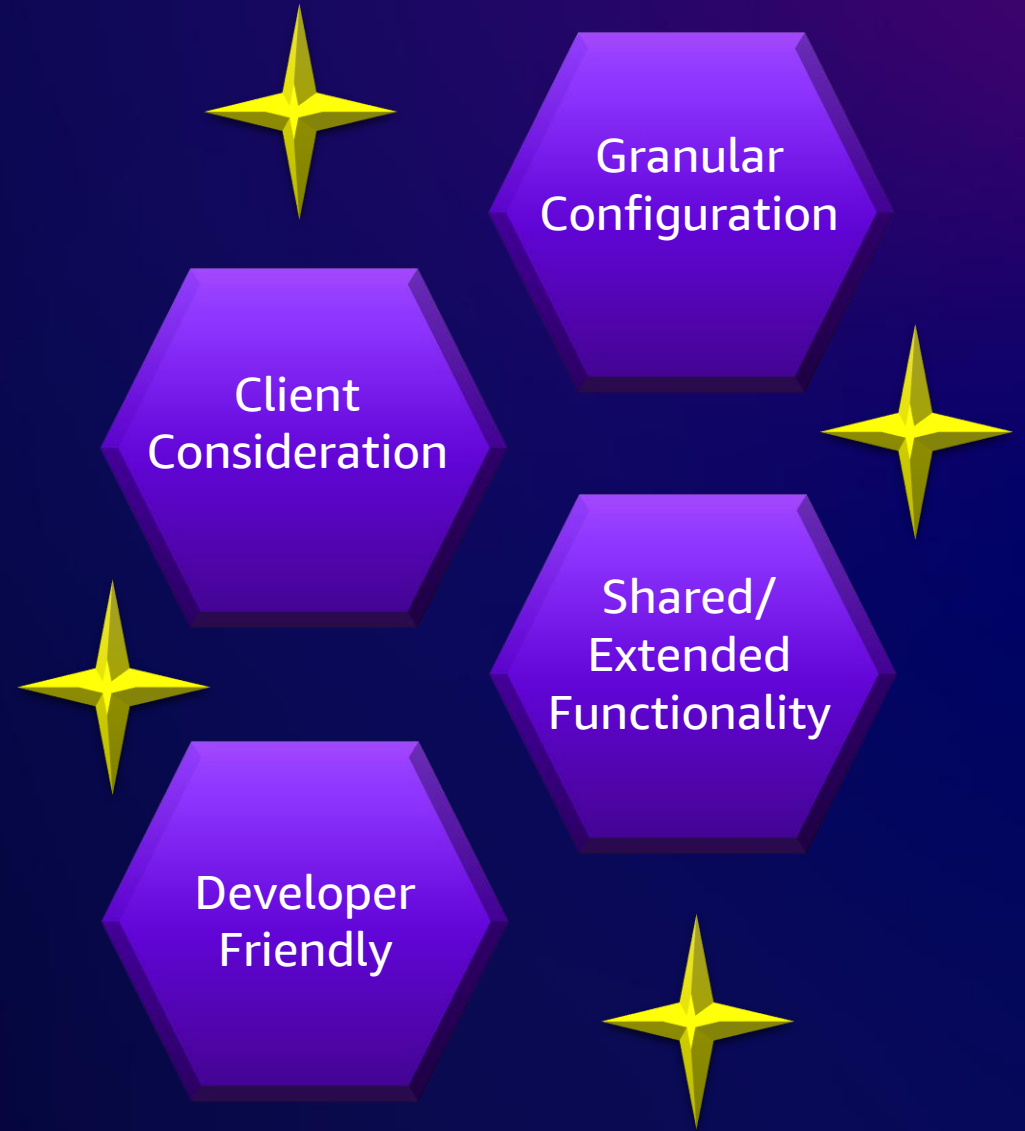 Granular
Configuration
Client
Consideration
Shared/
Extended
Functionality
Developer
Friendly